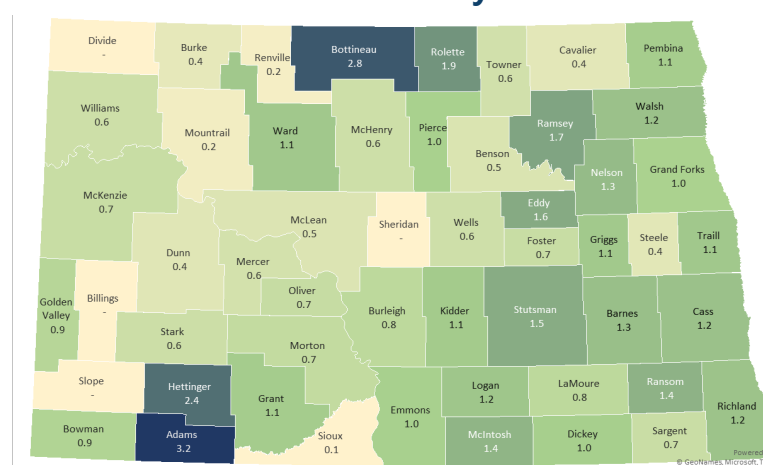 Divide
-
Burke
0.4
Renville
0.2
Bottineau
2.8
Rolette
1.9
Towner
0.6
Cavalier
0.4
Pembina
1.1
Williams
0.6
Mountrail
0.2
Ward
1.1
McHenry
0.6
Pierce
1.0
Benson
0.5
Ramsey
1.7
Walsh
1.2
Nelson
1.3
Grand Forks
1.0
McKenzie
0.7
Dunn
0.4
McLean
0.5
Mercer
0.6
Oliver
0.7
Sheridan
-
Wells
0.6
Eddy
1.6
Foster
0.7
Griggs
1.1
Steele
0.4
Traill
1.1
Golden
Valley
0.9
Billings
-
Stark
0.6
Morton
0.7
Burleigh
0.8
Kidder
1.1
Stutsman
1.5
Barnes
1.3
Cass
1.2
Slope
-
Hettinger
2.4
Grant
1.1
Bowman
0.9
Adams
3.2
Sioux
0.1
Emmons
1.0
Logan
1.2
McIntosh
1.4
LaMoure
0.8
Dickey
1.0
Ransom
1.4
Sargent
0.7
Richland
1.2
Powered
© GeoNames, Microsoft,